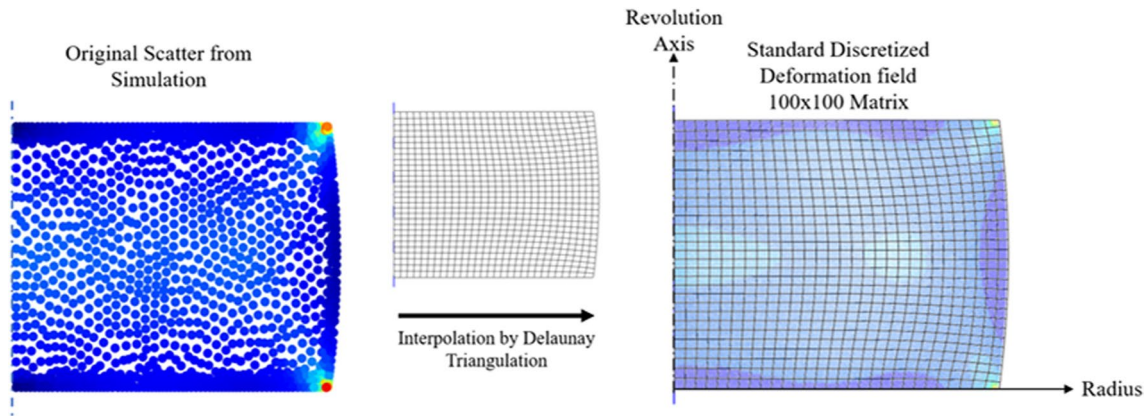 Original Scatter from
Simulation
Interpolation by Delaunay
Triangulation
Revolution
Axis
Standard Discretized
Deformation field
100x100 Matrix
Radius